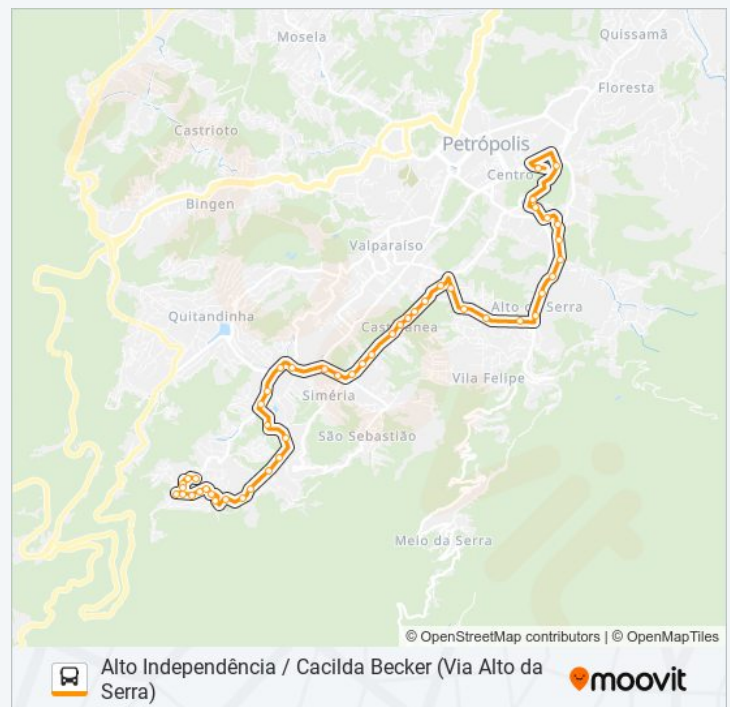 Mosela
Quissamã
Floresta
Castrioto
Petrópolis
Centro
Bingen
Valparaíso
Quitandinha
Alto da Serra
Castelanea
Vila Felipe
Siméria
São Sebastião
Meio da Serra
© OpenStreetMap contributors | © OpenMapTiles
Alto Independência / Cacilda Becker (Via Alto da
Serra)
moovit